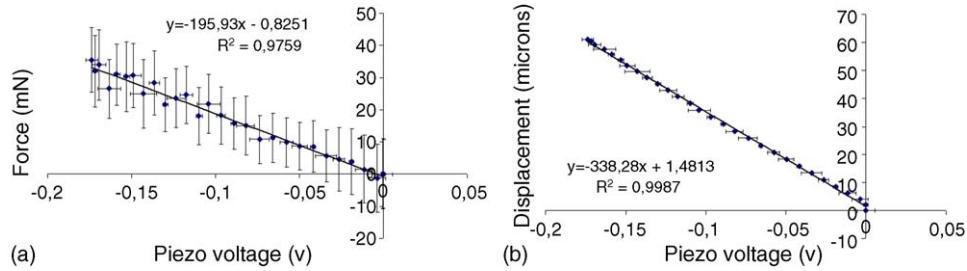 y=-195,93x - 0,8251
R² = 0,9759
50
40
30
20
10
0
-10
-20
Force (mN)
-0,2
-0,15
-0,1
-0,05
0
0,05
(a)
Piezo voltage (v)
70
60
50
40
30
20
10
0
-10
Displacement (microns)
y=-338,28x + 1,4813
R² = 0,9987
-0,2
-0,15
-0,1
-0,05
0
0,05
(b)
Piezo voltage (v)